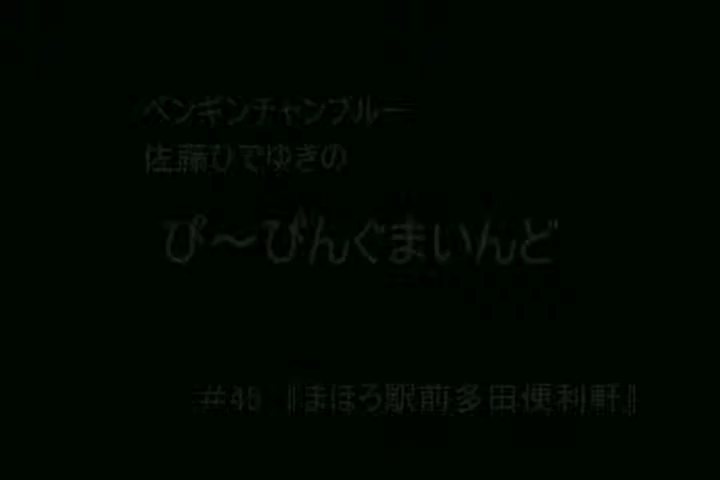 ペンギンチャンプルー
佐藤ひでゆきの
ぴ〜ぴんぐまいんど
#45 『まほろ駅前多田便利軒』